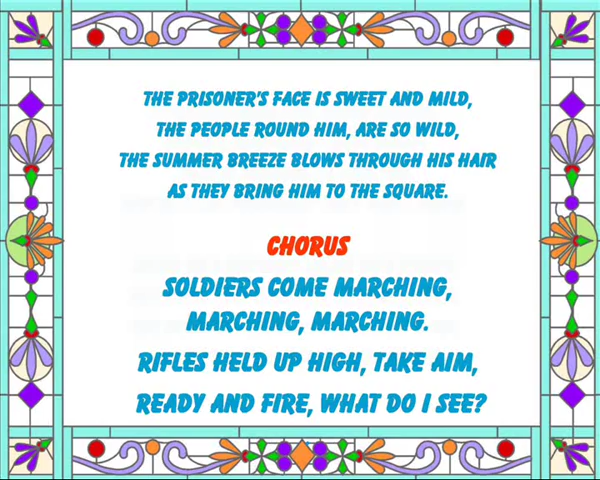 THE PRISONER'S FACE IS SWEET AND MILD,
THE PEOPLE ROUND HIM, ARE SO WILD,
THE SUMMER BREEZE BLOWS THROUGH HIS HAIR
AS THEY BRING HIM TO THE SQUARE.
CHORUS
SOLDIERS COME MARCHING,
MARCHING, MARCHING.
RIFLES HELD UP HIGH, TAKE AIM,
READY AND FIRE, WHAT DO I SEE?